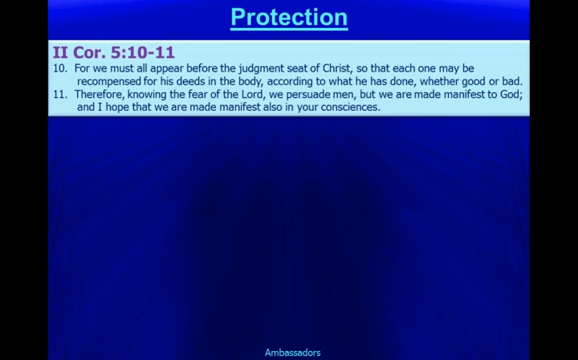 Protection
II Cor. 5:10-11
10. For we must all appear before the judgment seat of Christ, so that each one may be
recompensed for his deeds in the body, according to what he has done, whether good or bad.
11. Therefore, knowing the fear of the Lord, we persuade men, but we are made manifest to God;
and I hope that we are made manifest also in your consciences.
Ambassadors